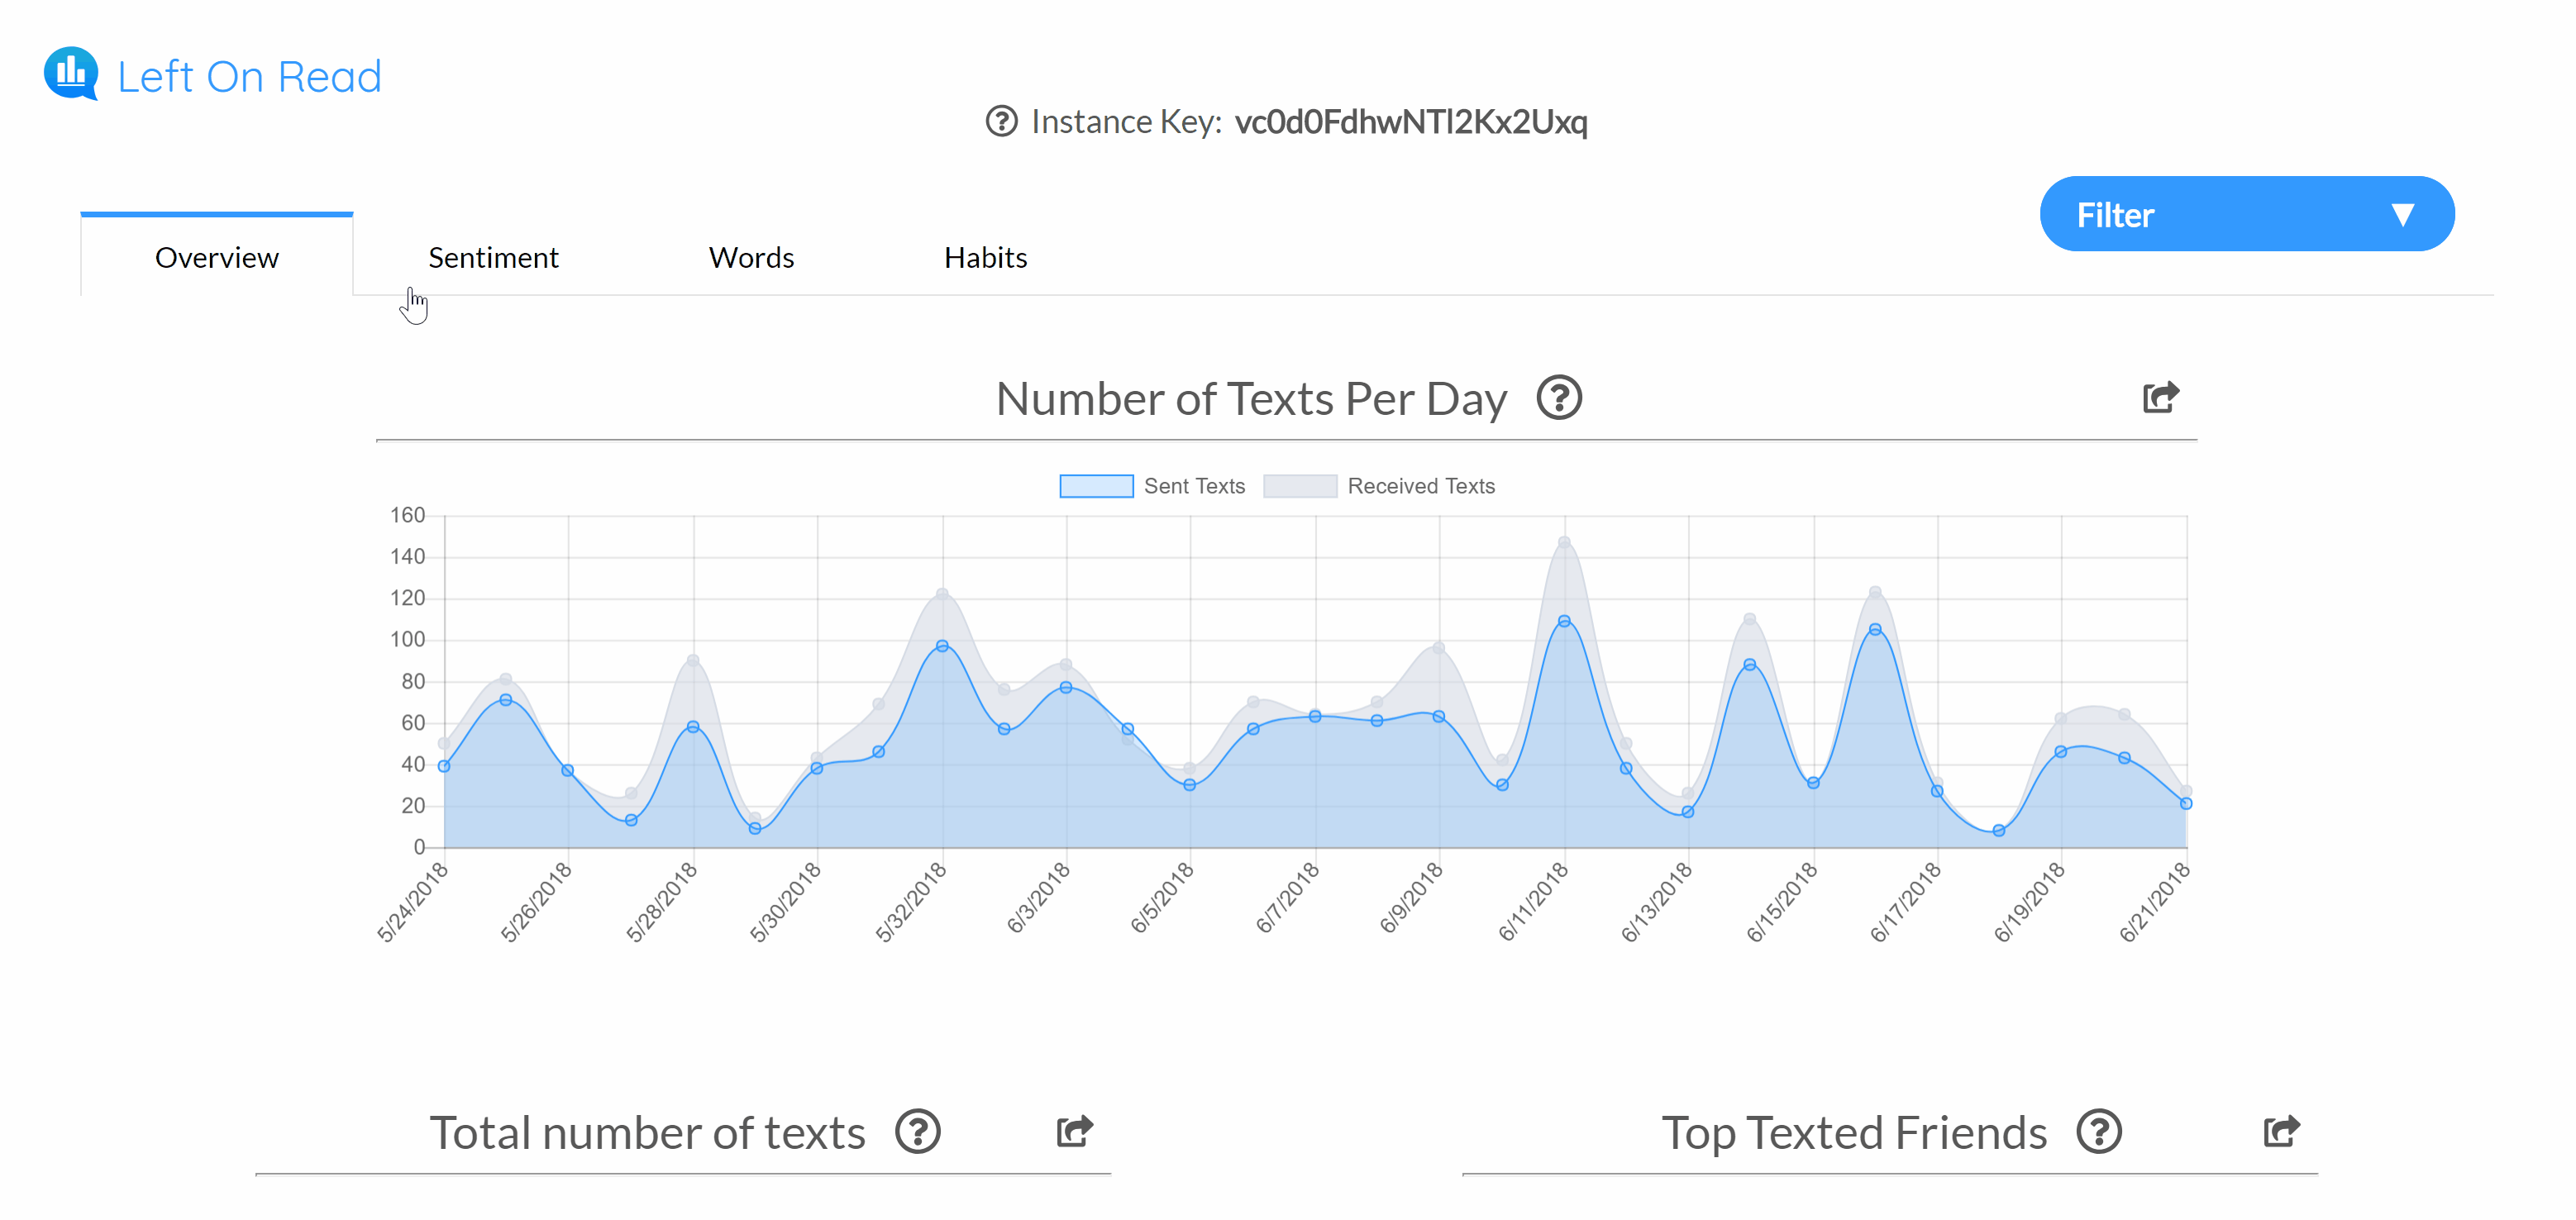 Left On Read
Instance Key: vc0d0FdhwNTl2Kx2Uxq
Filter
Overview
Sentiment
Words
Habits
Number of Texts Per Day
Sent Texts
Received Texts
160
140
120
100
80
60
40
20
0
5/24/2018
5/26/2018
5/28/2018
5/30/2018
5/32/2018
6/3/2018
6/5/2018
6/7/2018
6/9/2018
6/11/2018
6/13/2018
6/15/2018
6/17/2018
6/19/2018
6/21/2018
Total number of texts
Top Texted Friends